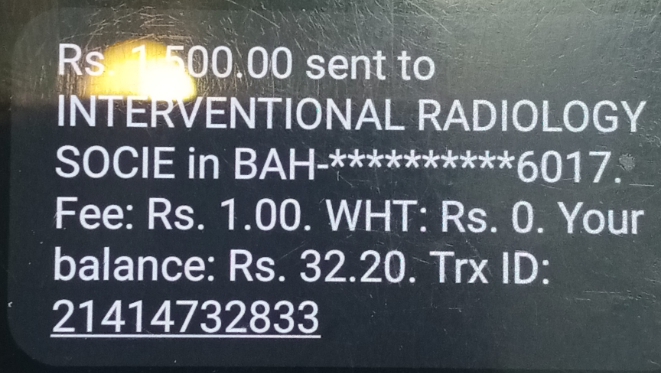 Rs. 1,500.00 sent to
INTERVENTIONAL RADIOLOGY
SOCIE in BAH-**********6017.
Fee: Rs. 1.00. WHT: Rs. 0. Your
balance: Rs. 32.20. Trx ID:
21414732833